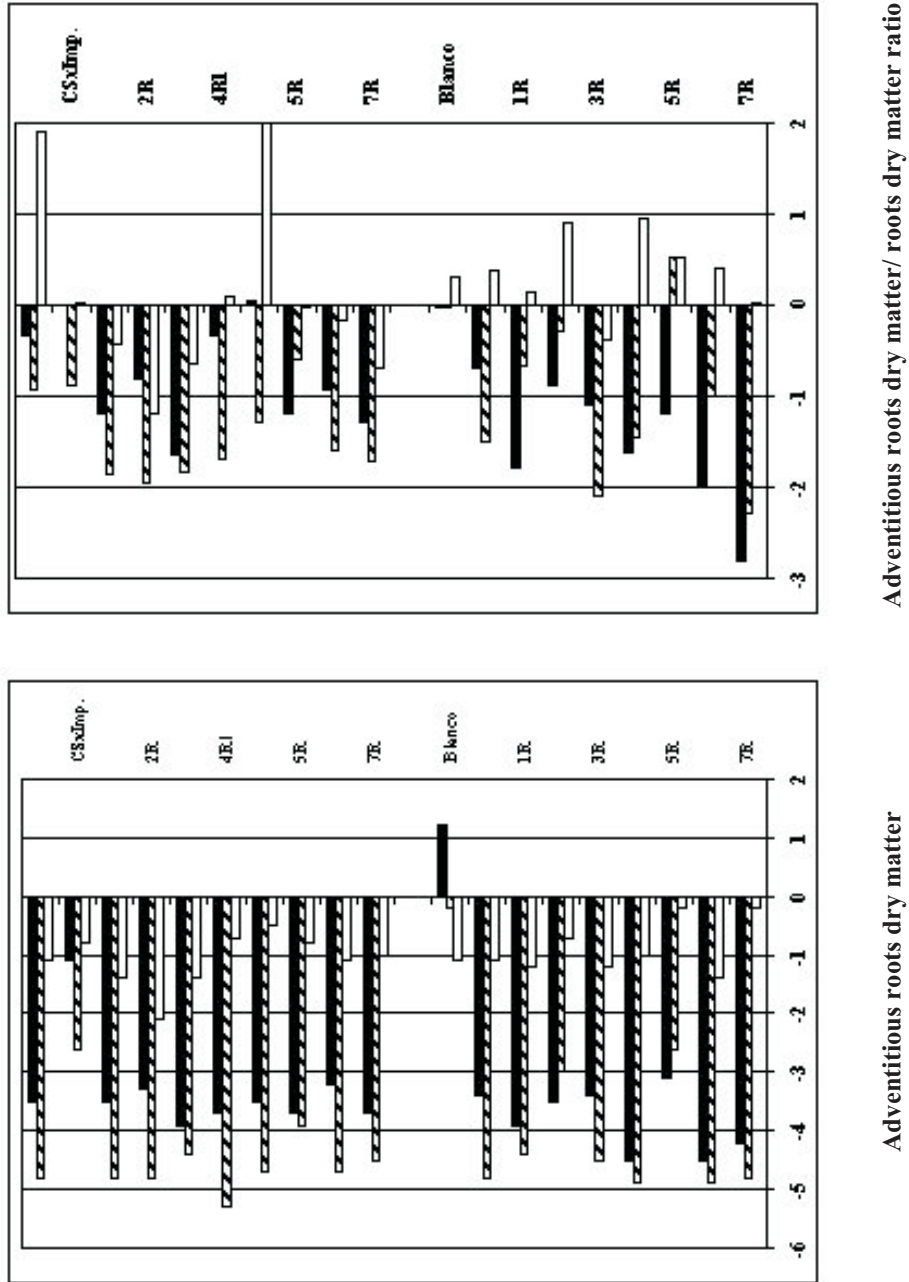 CSxImp.
2R
4R1
5R
7R
Blanco
1R
3R
5R
7R
2
1
0
-1
-2
-3
Adventitious roots dry matter/ roots dry matter ratio
CSxImp.
2R
4R1
5R
7R
Blanco
1R
3R
5R
7R
2
1
0
-1
-2
-3
-4
-5
-6
Adventitious roots dry matter